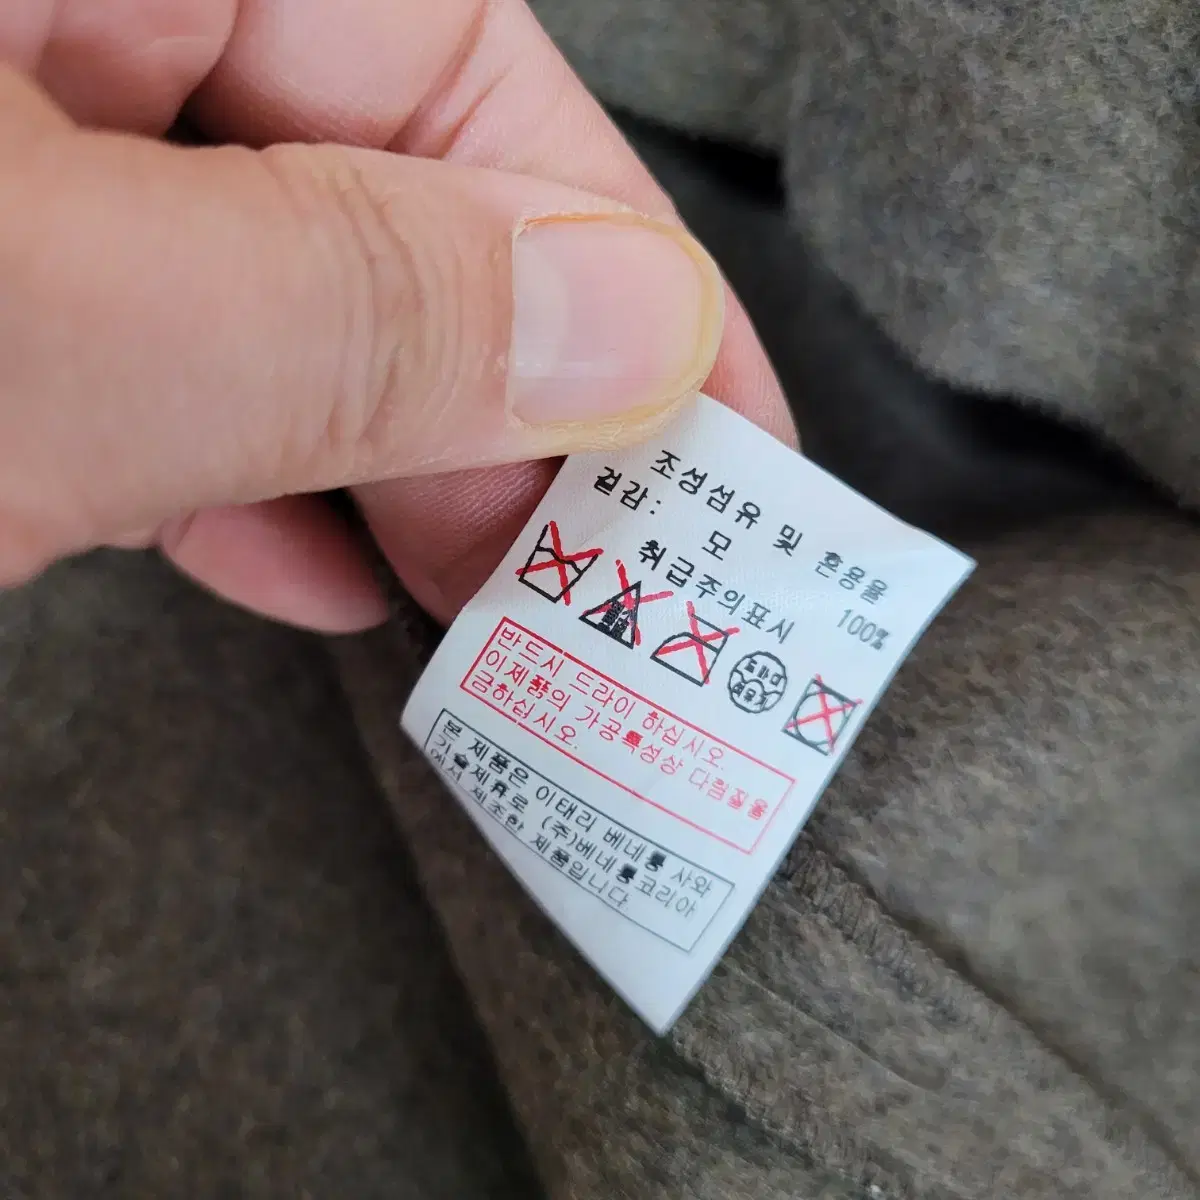 조성섬유 및 혼용율
겉감: 모 100%
취급주의표시
반드시 드라이 하십시오.
이제품의 가공특성상 다림질을
금하십시오.
본 제품은 이태리 베네통 사와
기술제휴로 (주)베네통코리아
에서 제조한 제품입니다.